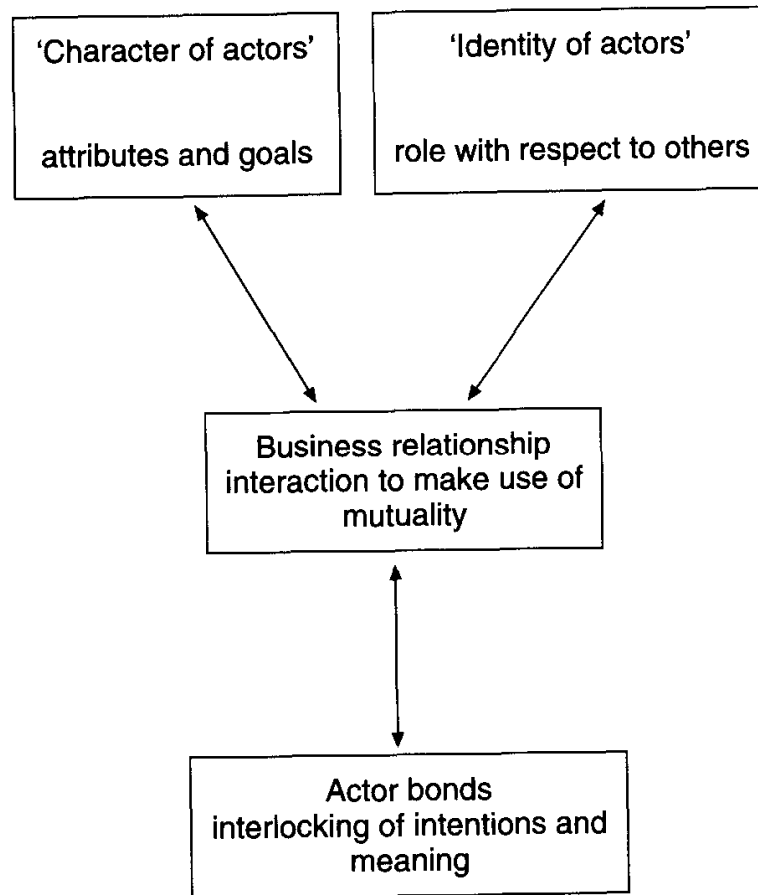 'Character of actors'
attributes and goals
'Identity of actors'
role with respect to others
Business relationship
interaction to make use of
mutuality
Actor bonds
interlocking of intentions and
meaning